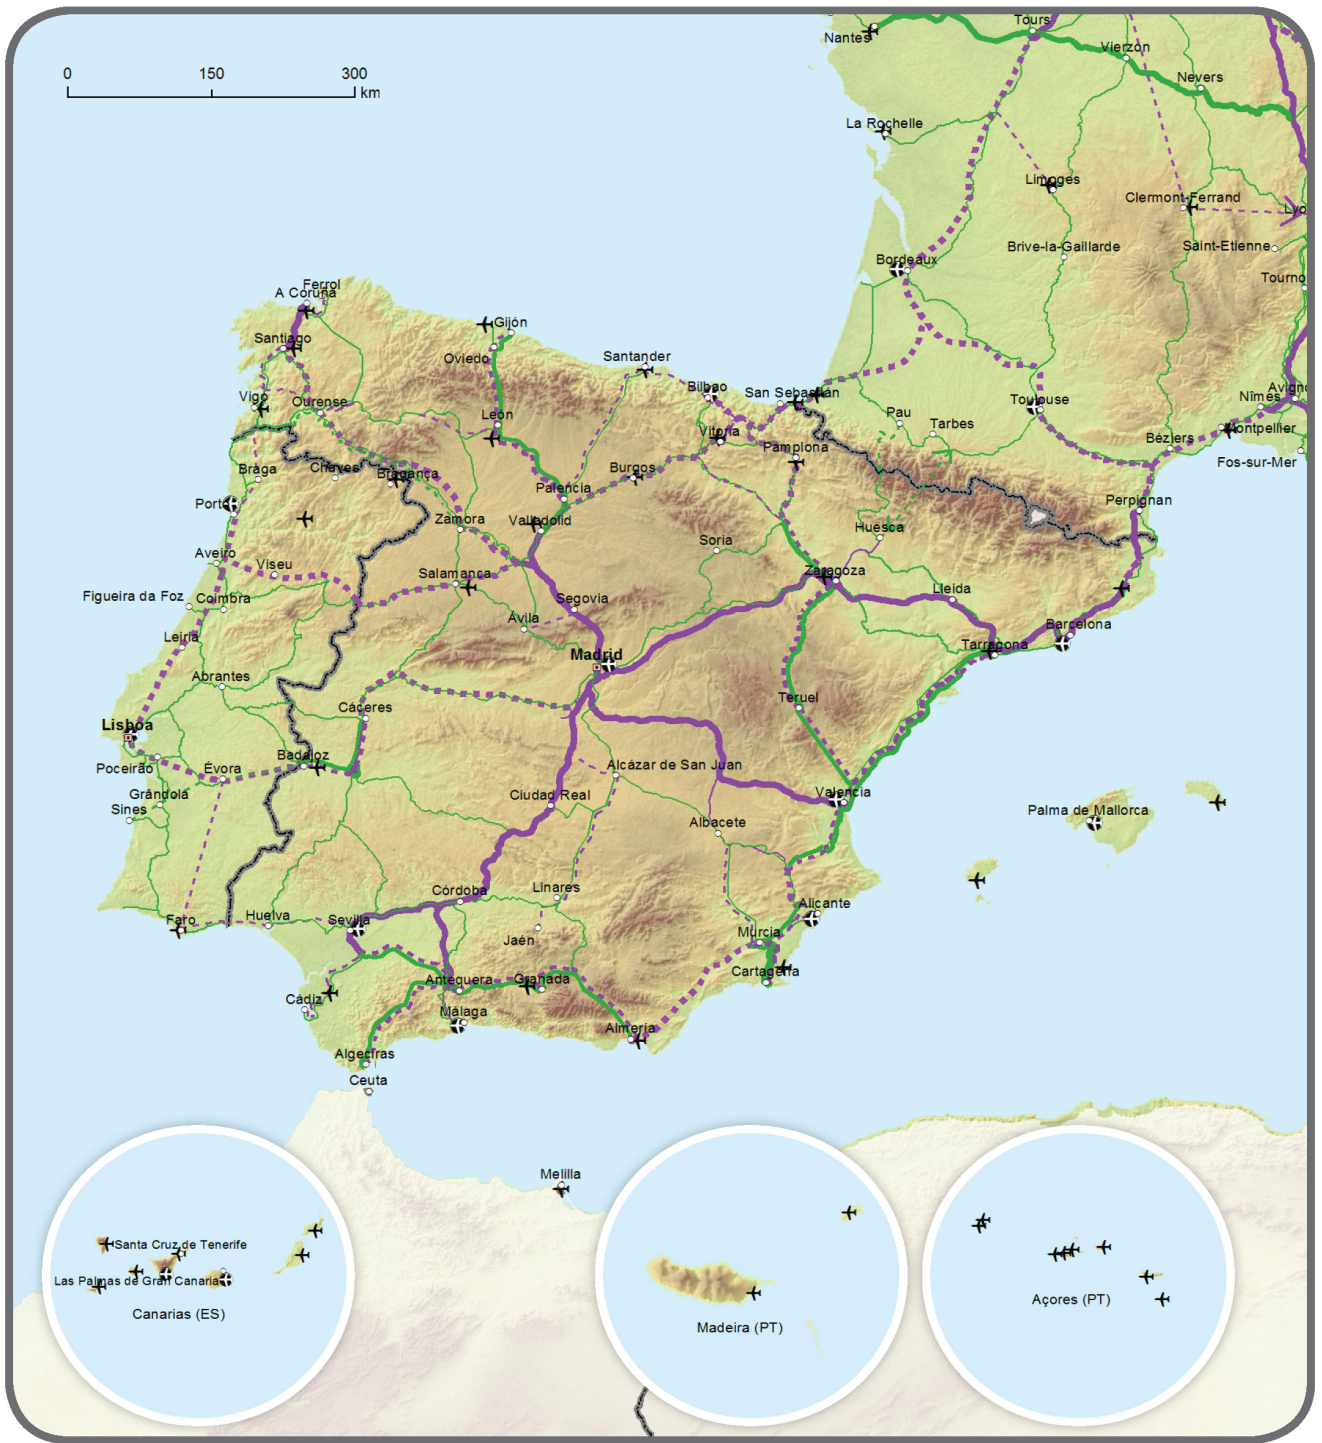 Tours
Nantes
Vierzon
Nevers
0 150 300
km
La Rochelle
Limoges
Clermont-Ferrand
Lyo
Brive-la-Gaillarde
Saint-Etienne
Bordeaux
Tourno
Ferrol
A Coruña
Gijón
Santiago
Oviedo
Santander
Bilbao
San Sebastián
Vigo
Ourense
León
Toulouse
Avigno
Nîmes
Pau
Tarbes
Montpellier
Vitoria
Béziers
Pamplona
Fos-sur-Mer
Braga
Chaves
Bragança
Burgos
Palencia
Perpignan
Porto
Zamora
Valladolid
Huesca
Soria
Aveiro
Viseu
Salamanca
Zaragoza
Lleida
Figueira da Foz
Coimbra
Segovia
Ávila
Barcelona
Leiria
Madrid
Tarragona
Abrantes
Teruel
Cáceres
Lisboa
Poceirão
Évora
Badajoz
Alcázar de San Juan
Grândola
Sines
Ciudad Real
Valencia
Palma de Mallorca
Albacete
Córdoba
Linares
Faro
Huelva
Sevilla
Alicante
Jaén
Murcia
Cartagena
Antequera
Granada
Cádiz
Málaga
Almería
Algeciras
Ceuta
Melilla
Santa Cruz de Tenerife
Las Palmas de Gran Canaria
Canarias (ES)
Madeira (PT)
Açores (PT)